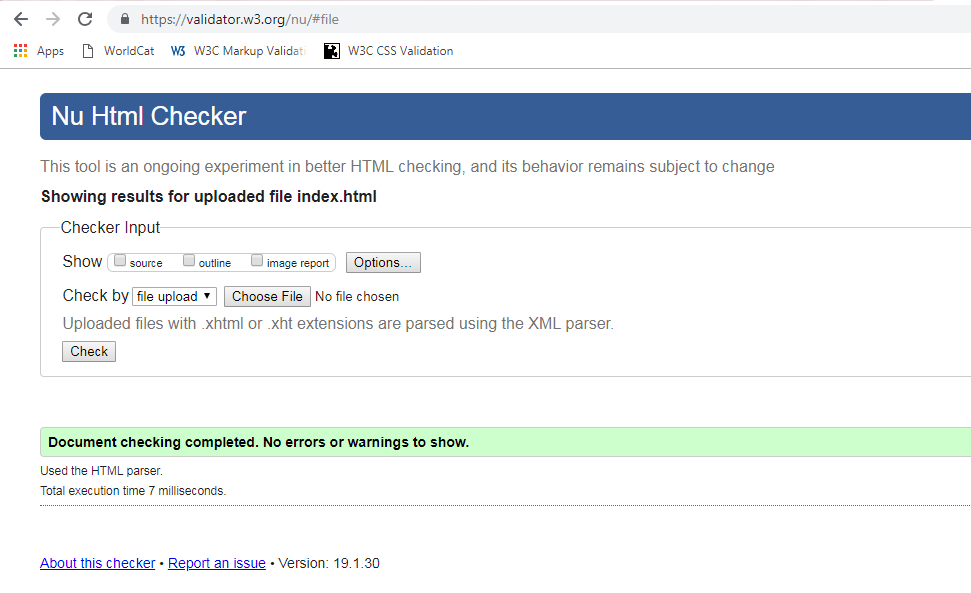 https://validator.w3.org/nu/#file
Apps WorldCat W3 W3C Markup Validati W3C CSS Validation
Nu Html Checker
This tool is an ongoing experiment in better HTML checking, and its behavior remains subject to change
Showing results for uploaded file index.html
Checker Input
Show source outline image report Options...
Check by file upload Choose File No file chosen
Uploaded files with .xhtml or .xht extensions are parsed using the XML parser.
Check
Document checking completed. No errors or warnings to show.
Used the HTML parser.
Total execution time 7 milliseconds.
About this checker • Report an issue • Version: 19.1.30